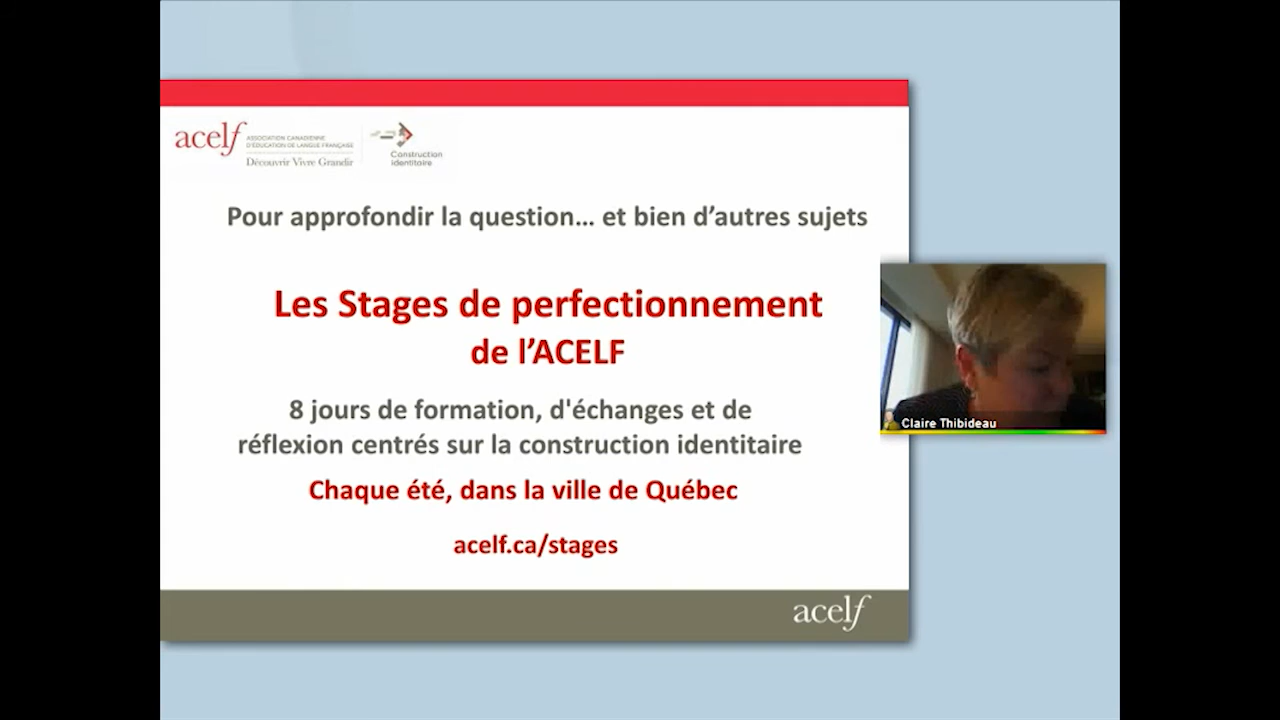 acelf
ASSOCIATION CANADIENNE
D'ÉDUCATION DE LANGUE FRANÇAISE
Découvrir Vivre Grandir
Construction
identitaire
Pour approfondir la question… et bien d’autres sujets
Les Stages de perfectionnement
de l’ACELF
8 jours de formation, d'échanges et de
réflexion centrés sur la construction identitaire
Chaque été, dans la ville de Québec
acelf.ca/stages
Claire Thibideau
acelf